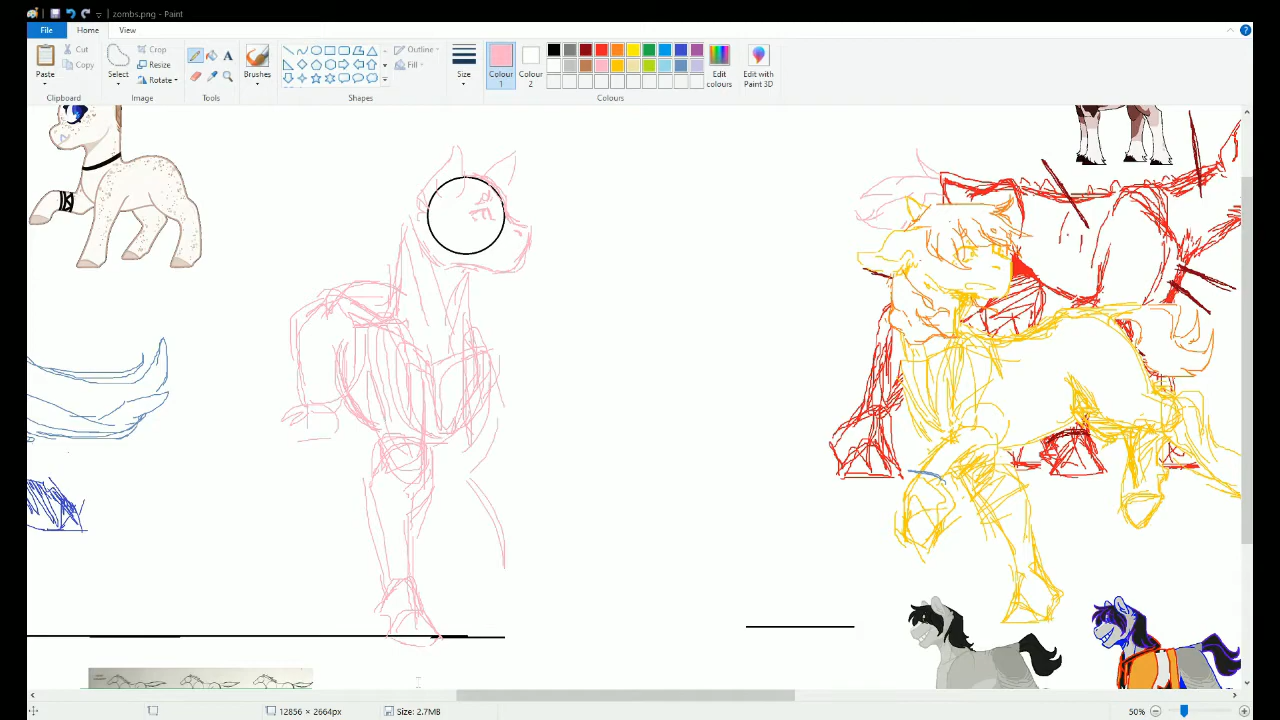 zombs.png - Paint
File Home View
Paste Cut Copy
Clipboard
Select Crop Resize Rotate
Image
Tools
Brushes
Outline Fill
Shapes
Size
Colour 1
Colour 2
Edit colours
Edit with Paint 3D
Colours
12856 × 2664px Size: 2.7MB 50%